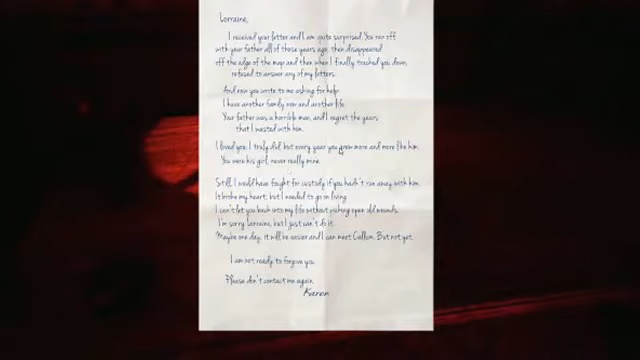 Lorraine,
I received your letter and I am quite surprised. You ran off
with your father all of those years ago, then disappeared
off the edge of the map and then when I finally tracked you down,
refused to answer any of my letters.
And now you write to me asking for help.
I have another family now and another life.
Your father was a horrible man, and I regret the years
that I wasted with him.
I loved you, I truly did, but every year you grew more and more like him.
You were his girl, never really mine.
Still, I would have fought for custody if you hadn't run away with him.
It broke my heart, but I needed to go on living.
I can't let you back into my life without picking open old wounds.
I'm sorry Lorraine, but I just can't do it.
Maybe one day, it will be easier and I can meet Callum. But not yet.
I am not ready to forgive you.
Please don't contact me again.
Karen